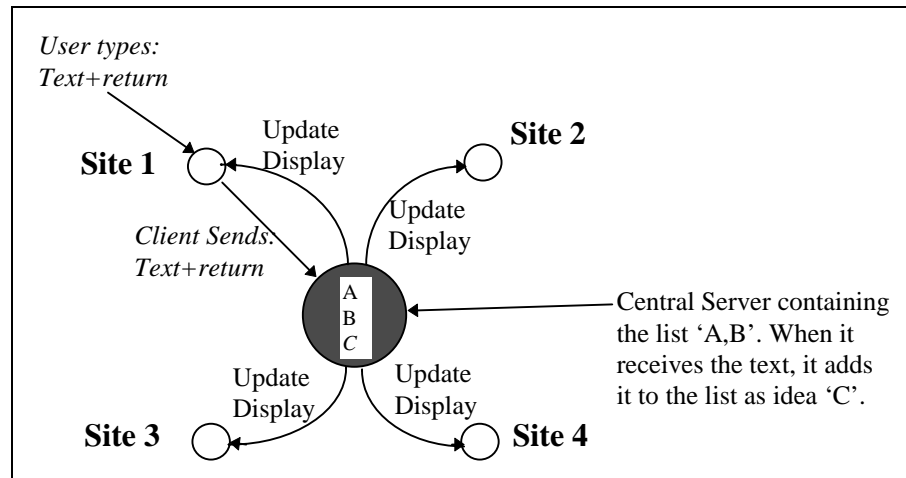 User types:
Text+return
Update
Display
Site 1
Site 2
Update
Display
Client Sends:
Text+return
A
B
C
Central Server containing
the list ‘A,B’. When it
receives the text, it adds
it to the list as idea ‘C’.
Update
Display
Update
Display
Site 3
Site 4